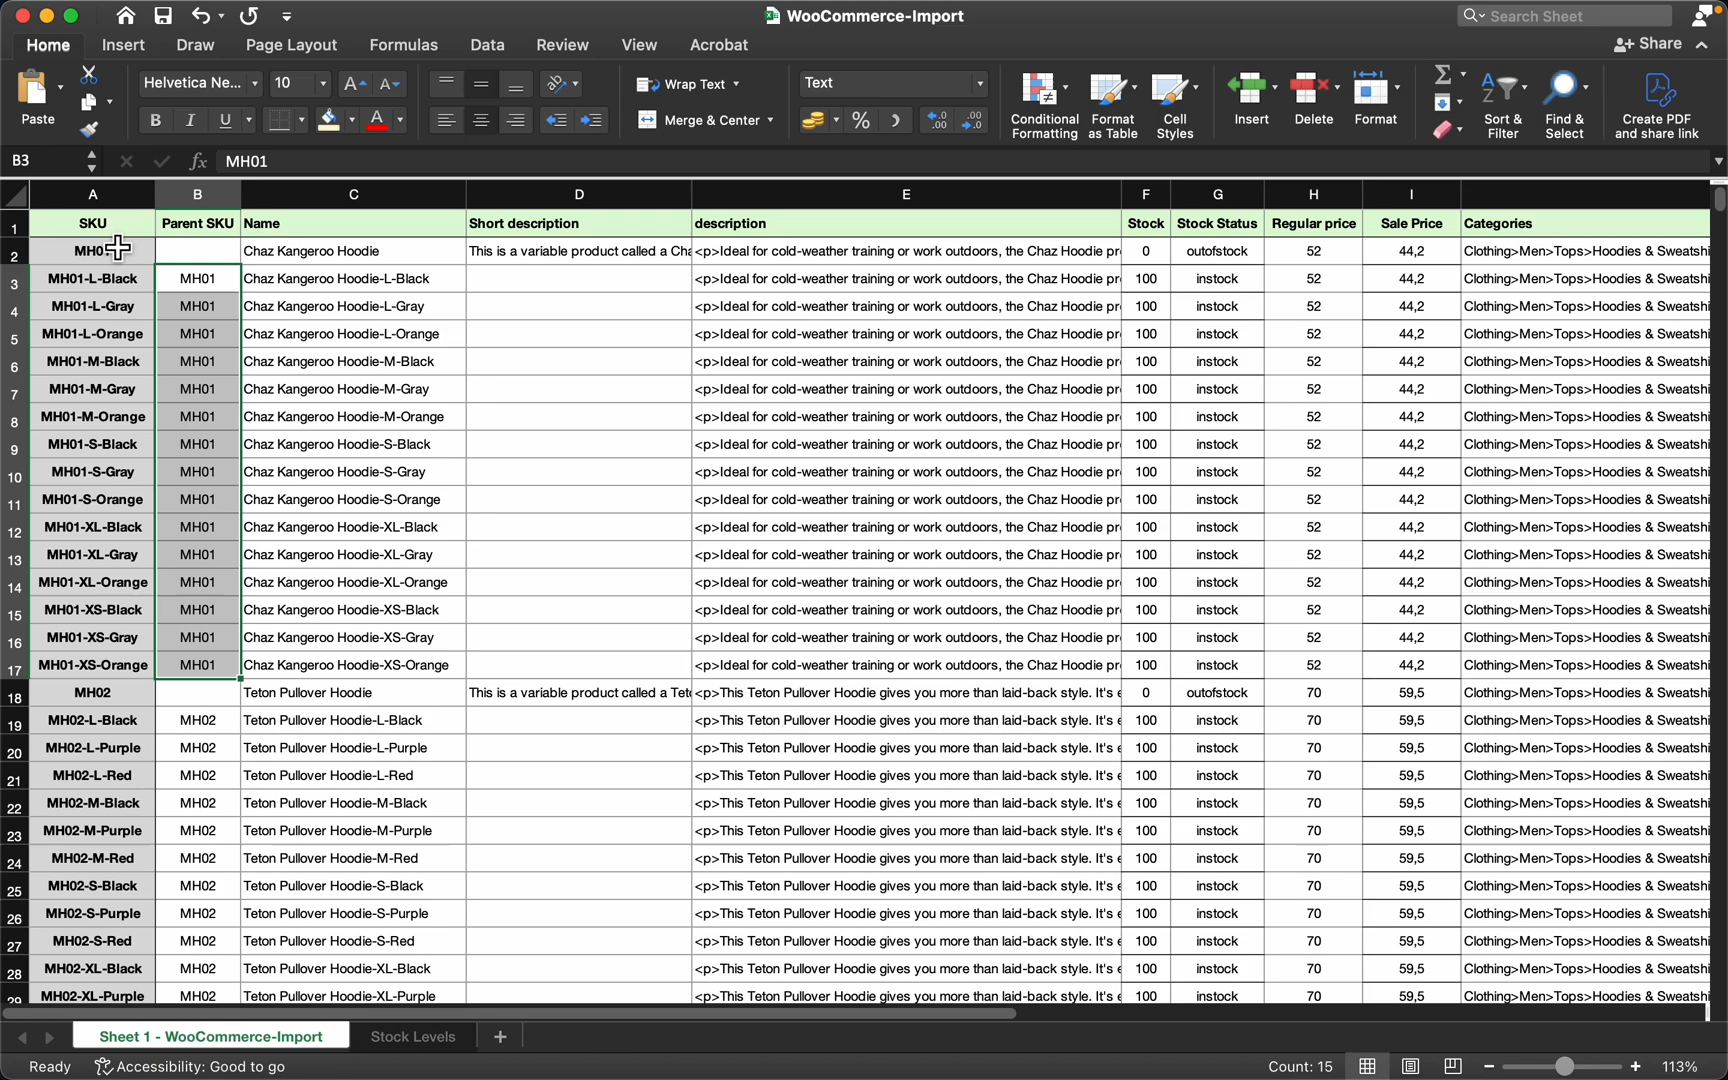 WooCommerce-Import
Search Sheet
Home Insert Draw Page Layout Formulas Data Review View Acrobat Share
Paste
Helvetica Ne... 10
Wrap Text
Merge & Center
Text
Conditional Formatting
Format as Table
Cell Styles
Insert Delete Format
Sort & Filter
Find & Select
Create PDF and share link
B3 fx MH01
A B C D E F G H I
1 SKU Parent SKU Name Short description description Stock Stock Status Regular price Sale Price Categories
2 Chaz Kangaroo Hoodie This is a variable product called a Cha <p>Ideal for cold-weather training or work outdoors, the Chaz Hoodie pr 0 outofstock 52 44,2 Clothing>Men>Tops>Hoodies & Sweatshi
3 MH01-L-Black MH01 Chaz Kangeroo Hoodie-L-Black <p>Ideal for cold-weather training or work outdoors, the Chaz Hoodie pr 100 instock 52 44,2 Clothing>Men>Tops>Hoodies & Sweatshi
4 MH01-L-Gray MH01 Chaz Kangeroo Hoodie-L-Gray <p>Ideal for cold-weather training or work outdoors, the Chaz Hoodie pr 100 instock 52 44,2 Clothing>Men>Tops>Hoodies & Sweatshi
5 MH01-L-Orange MH01 Chaz Kangeroo Hoodie-L-Orange <p>Ideal for cold-weather training or work outdoors, the Chaz Hoodie pr 100 instock 52 44,2 Clothing>Men>Tops>Hoodies & Sweatshi
6 MH01-M-Black MH01 Chaz Kangeroo Hoodie-M-Black <p>Ideal for cold-weather training or work outdoors, the Chaz Hoodie pr 100 instock 52 44,2 Clothing>Men>Tops>Hoodies & Sweatshi
7 MH01-M-Gray MH01 Chaz Kangeroo Hoodie-M-Gray <p>Ideal for cold-weather training or work outdoors, the Chaz Hoodie pr 100 instock 52 44,2 Clothing>Men>Tops>Hoodies & Sweatshi
8 MH01-M-Orange MH01 Chaz Kangeroo Hoodie-M-Orange <p>Ideal for cold-weather training or work outdoors, the Chaz Hoodie pr 100 instock 52 44,2 Clothing>Men>Tops>Hoodies & Sweatshi
9 MH01-S-Black MH01 Chaz Kangeroo Hoodie-S-Black <p>Ideal for cold-weather training or work outdoors, the Chaz Hoodie pr 100 instock 52 44,2 Clothing>Men>Tops>Hoodies & Sweatshi
10 MH01-S-Gray MH01 Chaz Kangeroo Hoodie-S-Gray <p>Ideal for cold-weather training or work outdoors, the Chaz Hoodie pr 100 instock 52 44,2 Clothing>Men>Tops>Hoodies & Sweatshi
11 MH01-S-Orange MH01 Chaz Kangeroo Hoodie-S-Orange <p>Ideal for cold-weather training or work outdoors, the Chaz Hoodie pr 100 instock 52 44,2 Clothing>Men>Tops>Hoodies & Sweatshi
12 MH01-XL-Black MH01 Chaz Kangeroo Hoodie-XL-Black <p>Ideal for cold-weather training or work outdoors, the Chaz Hoodie pr 100 instock 52 44,2 Clothing>Men>Tops>Hoodies & Sweatshi
13 MH01-XL-Gray MH01 Chaz Kangeroo Hoodie-XL-Gray <p>Ideal for cold-weather training or work outdoors, the Chaz Hoodie pr 100 instock 52 44,2 Clothing>Men>Tops>Hoodies & Sweatshi
14 MH01-XL-Orange MH01 Chaz Kangeroo Hoodie-XL-Orange <p>Ideal for cold-weather training or work outdoors, the Chaz Hoodie pr 100 instock 52 44,2 Clothing>Men>Tops>Hoodies & Sweatshi
15 MH01-XS-Black MH01 Chaz Kangeroo Hoodie-XS-Black <p>Ideal for cold-weather training or work outdoors, the Chaz Hoodie pr 100 instock 52 44,2 Clothing>Men>Tops>Hoodies & Sweatshi
16 MH01-XS-Gray MH01 Chaz Kangeroo Hoodie-XS-Gray <p>Ideal for cold-weather training or work outdoors, the Chaz Hoodie pr 100 instock 52 44,2 Clothing>Men>Tops>Hoodies & Sweatshi
17 MH01-XS-Orange MH01 Chaz Kangeroo Hoodie-XS-Orange <p>Ideal for cold-weather training or work outdoors, the Chaz Hoodie pr 100 instock 52 44,2 Clothing>Men>Tops>Hoodies & Sweatshi
18 MH02 Teton Pullover Hoodie This is a variable product called a Tet <p>This Teton Pullover Hoodie gives you more than laid-back style. It's e 0 outofstock 70 59,5 Clothing>Men>Tops>Hoodies & Sweatshi
19 MH02-L-Black MH02 Teton Pullover Hoodie-L-Black <p>This Teton Pullover Hoodie gives you more than laid-back style. It's e 100 instock 70 59,5 Clothing>Men>Tops>Hoodies & Sweatshi
20 MH02-L-Purple MH02 Teton Pullover Hoodie-L-Purple <p>This Teton Pullover Hoodie gives you more than laid-back style. It's e 100 instock 70 59,5 Clothing>Men>Tops>Hoodies & Sweatshi
21 MH02-L-Red MH02 Teton Pullover Hoodie-L-Red <p>This Teton Pullover Hoodie gives you more than laid-back style. It's e 100 instock 70 59,5 Clothing>Men>Tops>Hoodies & Sweatshi
22 MH02-M-Black MH02 Teton Pullover Hoodie-M-Black <p>This Teton Pullover Hoodie gives you more than laid-back style. It's e 100 instock 70 59,5 Clothing>Men>Tops>Hoodies & Sweatshi
23 MH02-M-Purple MH02 Teton Pullover Hoodie-M-Purple <p>This Teton Pullover Hoodie gives you more than laid-back style. It's e 100 instock 70 59,5 Clothing>Men>Tops>Hoodies & Sweatshi
24 MH02-M-Red MH02 Teton Pullover Hoodie-M-Red <p>This Teton Pullover Hoodie gives you more than laid-back style. It's e 100 instock 70 59,5 Clothing>Men>Tops>Hoodies & Sweatshi
25 MH02-S-Black MH02 Teton Pullover Hoodie-S-Black <p>This Teton Pullover Hoodie gives you more than laid-back style. It's e 100 instock 70 59,5 Clothing>Men>Tops>Hoodies & Sweatshi
26 MH02-S-Purple MH02 Teton Pullover Hoodie-S-Purple <p>This Teton Pullover Hoodie gives you more than laid-back style. It's e 100 instock 70 59,5 Clothing>Men>Tops>Hoodies & Sweatshi
27 MH02-S-Red MH02 Teton Pullover Hoodie-S-Red <p>This Teton Pullover Hoodie gives you more than laid-back style. It's e 100 instock 70 59,5 Clothing>Men>Tops>Hoodies & Sweatshi
28 MH02-XL-Black MH02 Teton Pullover Hoodie-XL-Black <p>This Teton Pullover Hoodie gives you more than laid-back style. It's e 100 instock 70 59,5 Clothing>Men>Tops>Hoodies & Sweatshi
29 MH02-XL-Purple MH02 Teton Pullover Hoodie-XL-Purple <p>This Teton Pullover Hoodie gives you more than laid-back style. It's e 100 instock 70 59,5 Clothing>Men>Tops>Hoodies & Sweatshi
Sheet 1 - WooCommerce-Import Stock Levels
Ready Accessibility: Good to go Count: 15 113%